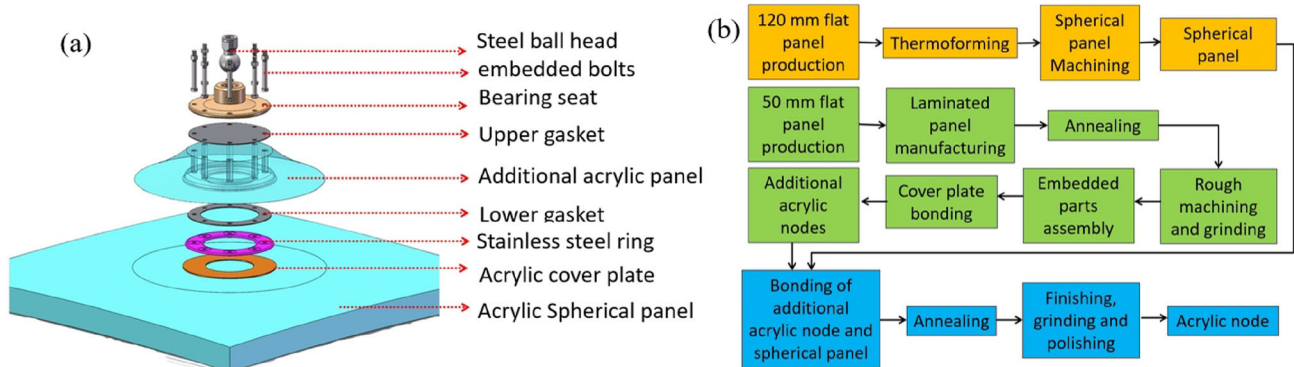 (a)
Steel ball head
embedded bolts
Bearing seat
Upper gasket
Additional acrylic panel
Lower gasket
Stainless steel ring
Acrylic cover plate
Acrylic Spherical panel
(b)
120 mm flat
panel
production
Thermoforming
Spherical
panel
Machining
Spherical
panel
50 mm flat
panel
production
Laminated
panel
manufacturing
Annealing
Rough
machining
and grinding
Embedded
parts
assembly
Cover plate
bonding
Additional
acrylic
nodes
Bonding of
additional
acrylic node and
spherical panel
Annealing
Finishing,
grinding and
polishing
Acrylic node